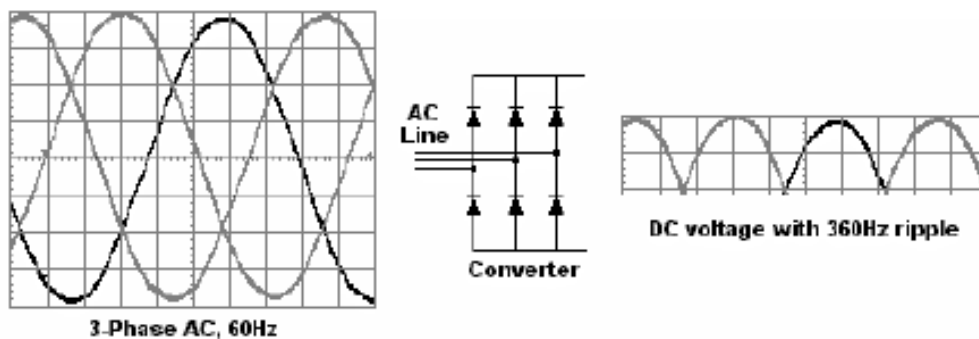 3-Phase AC, 60Hz
AC
Line
Converter
DC voltage with 360Hz ripple